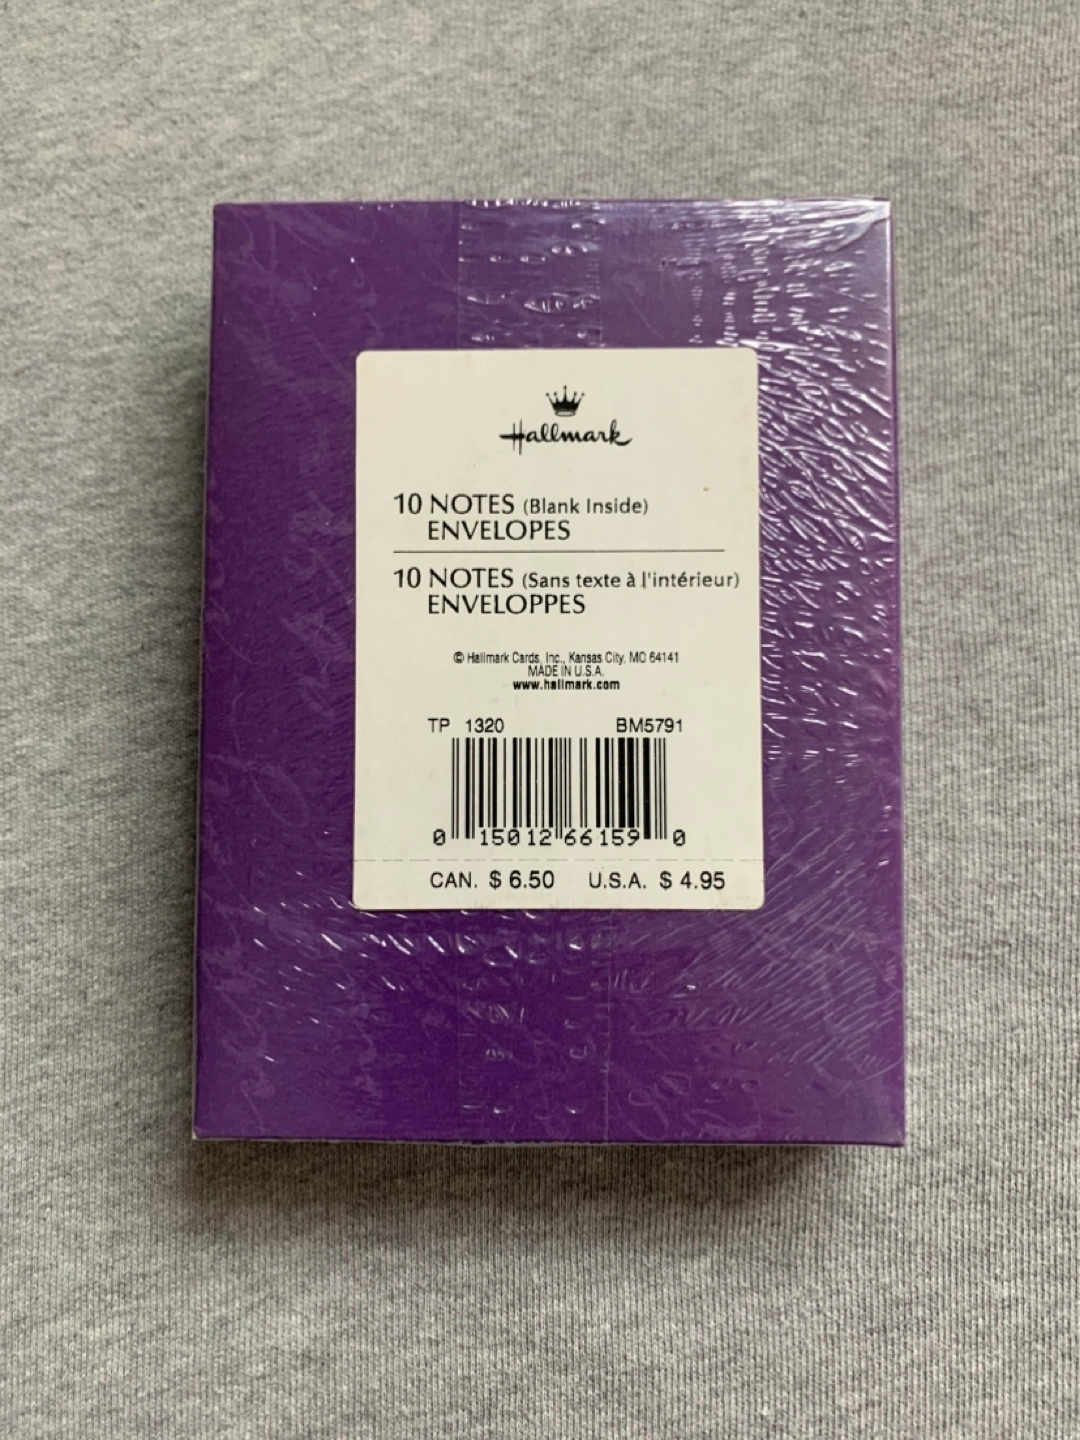 Hallmark
10 NOTES (Blank Inside)
ENVELOPES
10 NOTES (Sans texte à l'intérieur)
ENVELOPPES
© Hallmark Cards, Inc., Kansas City, MO 64141
MADE IN U.S.A.
www.hallmark.com
TP 1320 BM5791
0 15012 66159 0
CAN. $ 6.50 U.S.A. $ 4.95